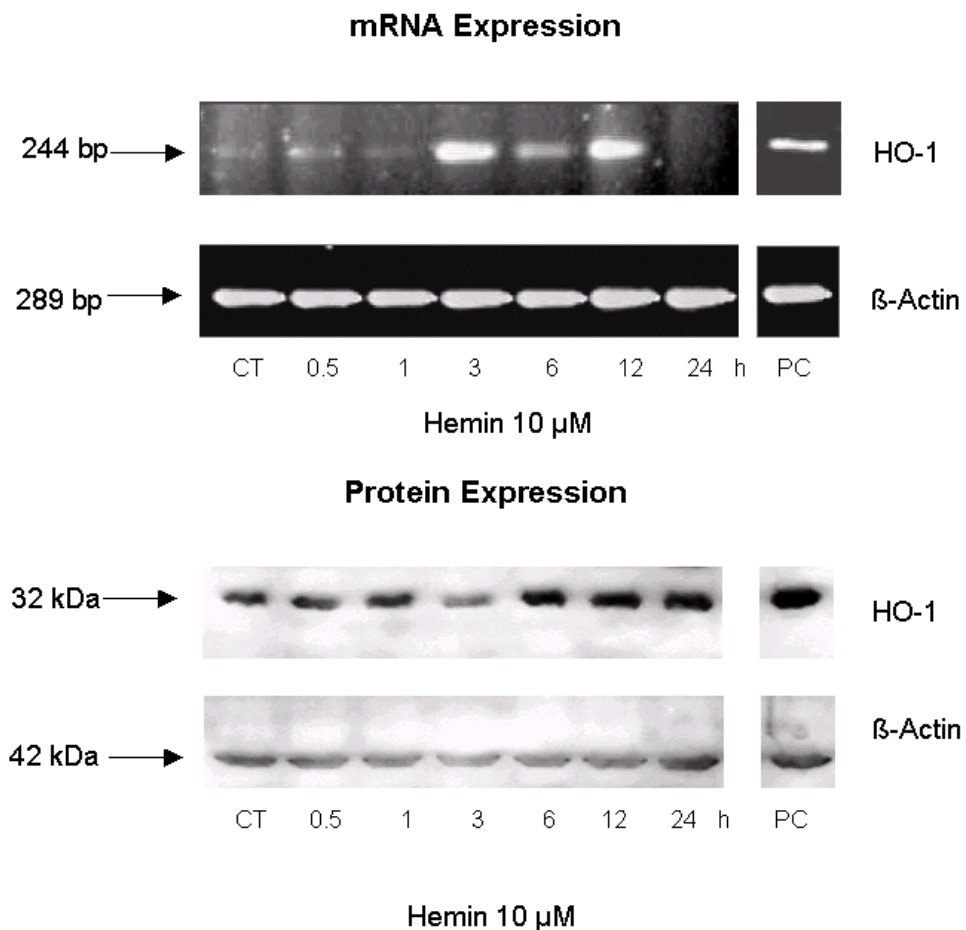 mRNA Expression
244 bp HO-1
289 bp ß-Actin
CT 0.5 1 3 6 12 24 h PC
Hemin 10 µM
Protein Expression
32 kDa HO-1
42 kDa ß-Actin
CT 0.5 1 3 6 12 24 h PC
Hemin 10 µM